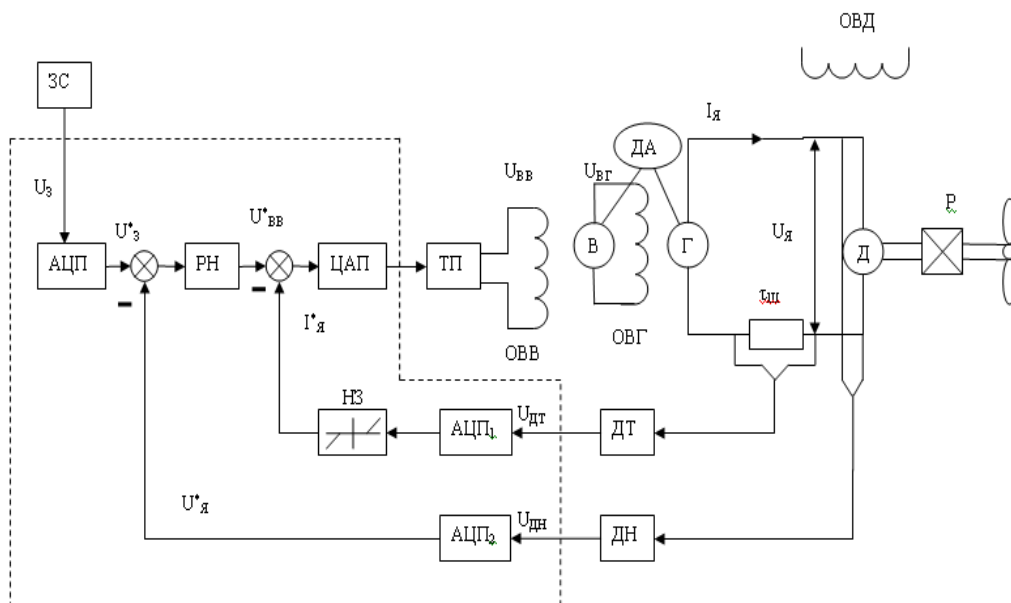 ОВД
ЗС
Iя
ДА
Uвв
Uвг
Uз
U*з
U*вв
Р
АЦП
РН
ЦАП
ТП
В
Г
Uя
Д
τш
I*я
ОВВ
ОВГ
НЗ
АЦП1
Uдт
ДТ
U*я
АЦП2
Uдн
ДН